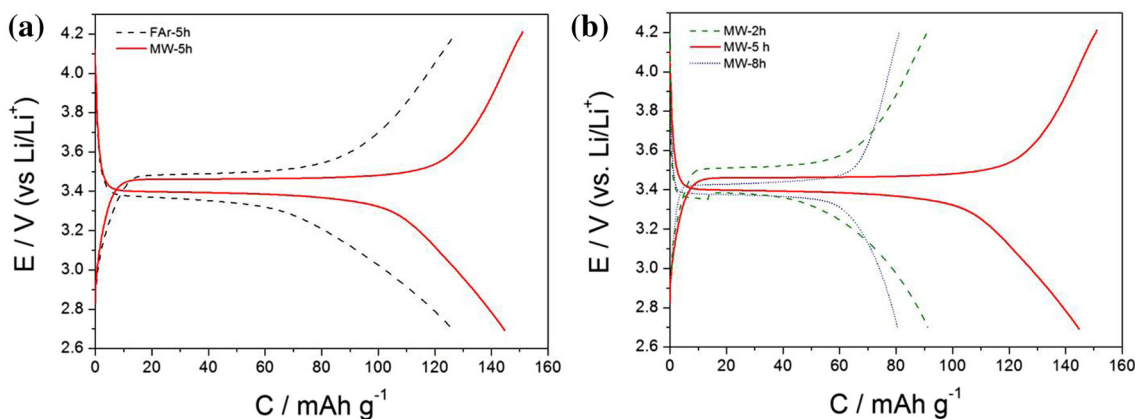 (a)
FAr-5h
MW-5h
4.2
4.0
3.8
3.6
3.4
3.2
3.0
2.8
2.6
E / V (vs Li/Li⁺)
0 20 40 60 80 100 120 140 160
C / mAh g⁻¹
(b)
MW-2h
MW-5 h
MW-8h
4.2
4.0
3.8
3.6
3.4
3.2
3.0
2.8
2.6
E / V (vs. Li/Li⁺)
0 20 40 60 80 100 120 140 160
C / mAh g⁻¹